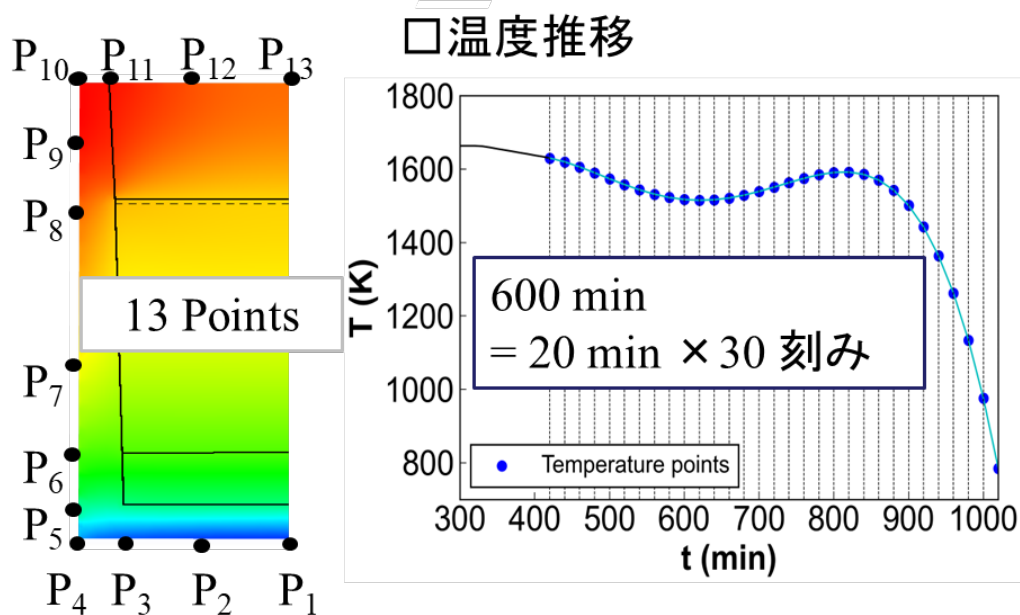 □温度推移
P10 P11 P12 P13
P9
P8
13 Points
P7
P6
P5
P4 P3 P2 P1
1800
1600
1400
1200
1000
800
T (K)
600 min
= 20 min ×30 刻み
Temperature points
300 400 500 600 700 800 900 1000
t (min)